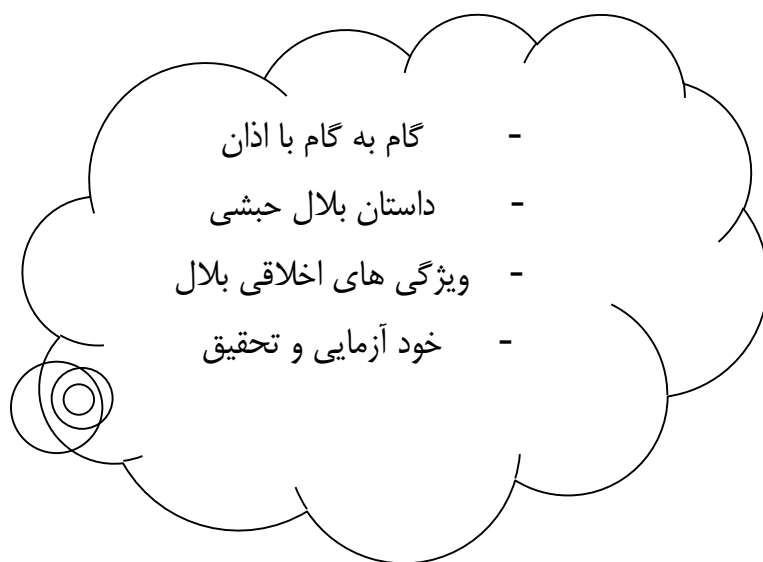 - گام به گام با اذان
- داستان بلال حبشی
- ویژگی های اخلاقی بلال
- خود آزمایی و تحقیق